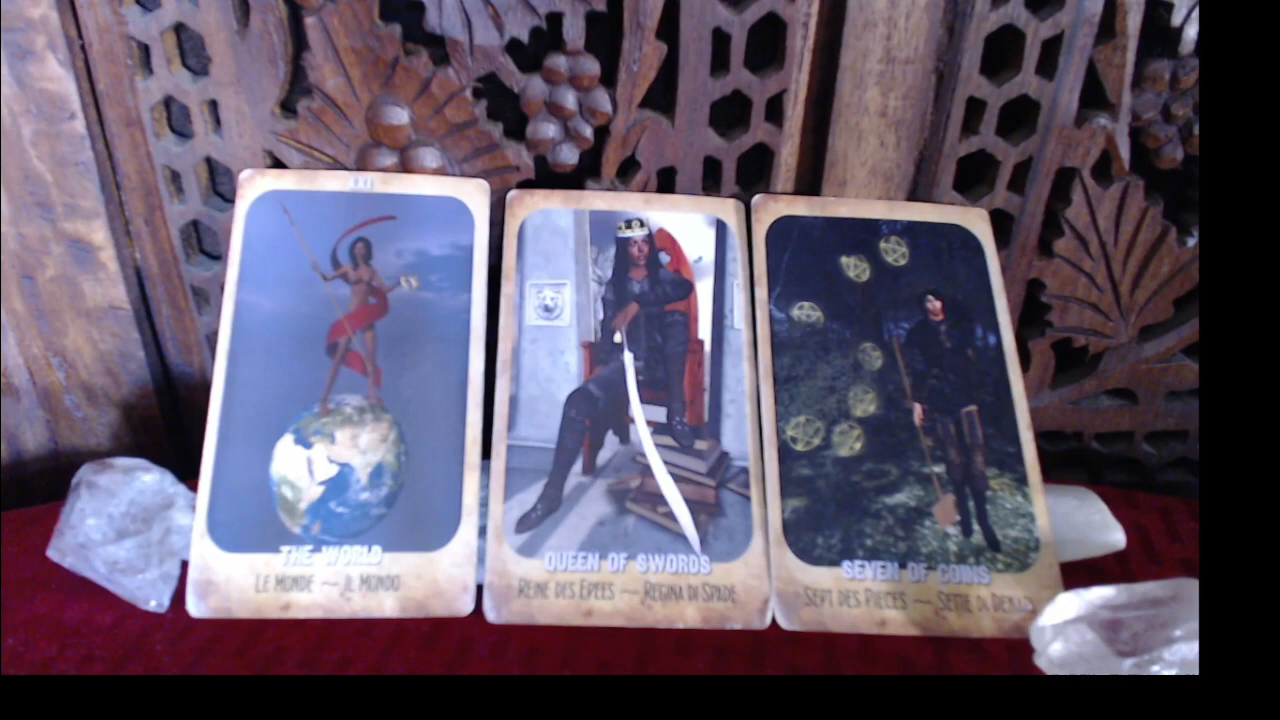 XXI
THE WORLD
LE MONDE ~ IL MONDO
QUEEN OF SWORDS
REINE DES EPEES ~ REGINA DI SPADE
SEVEN OF COINS
SEPT DES PIECES ~ SETTE DI DENARI